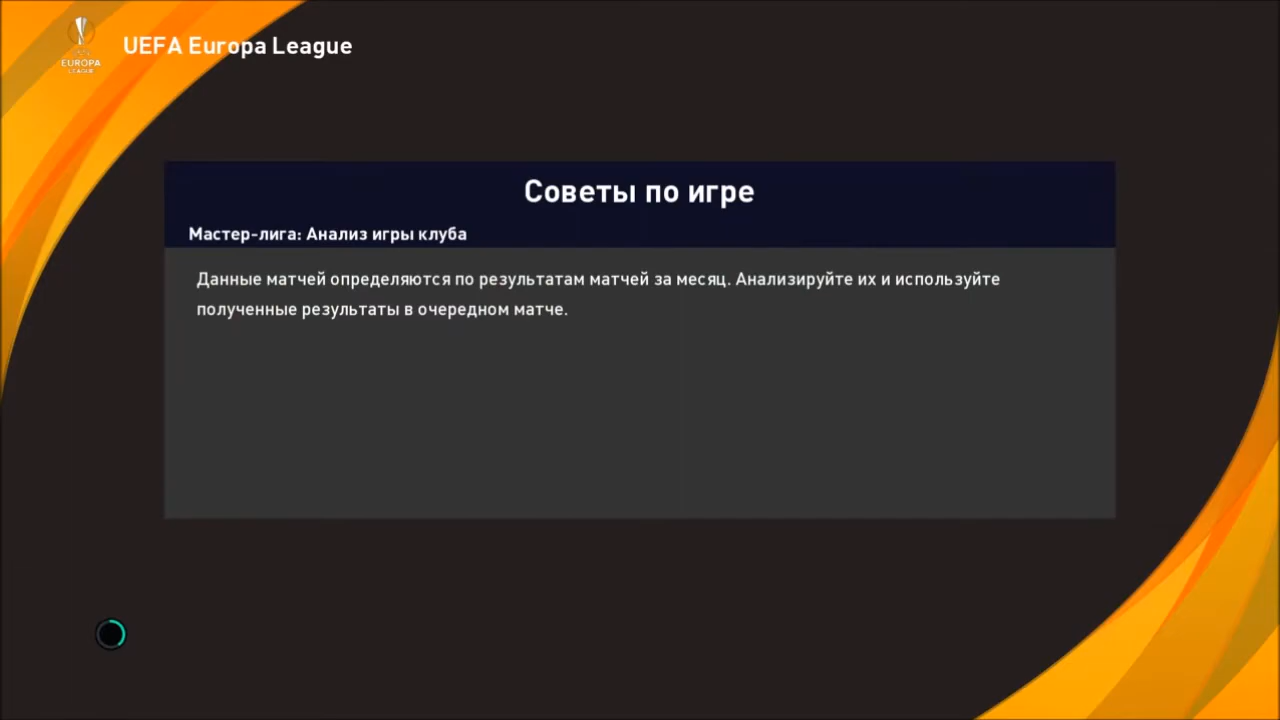 UEFA Europa League
EUROPA
LEAGUE
Советы по игре
Мастер-лига: Анализ игры клуба
Данные матчей определяются по результатам матчей за месяц. Анализируйте их и используйте
полученные результаты в очередном матче.